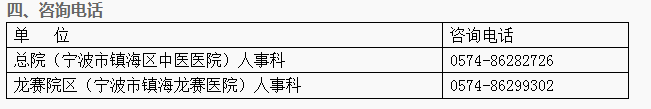 四、咨询电话
单 位 咨询电话
总院（宁波市镇海区中医医院）人事科 0574-86282726
龙赛院区（宁波市镇海龙赛医院）人事科 0574-86299302